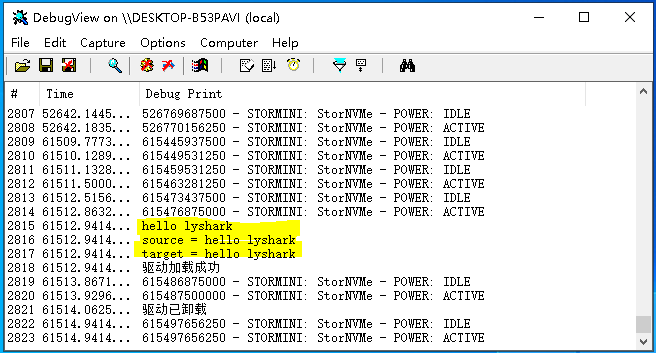 DebugView on \\DESKTOP-B53PAVI (local)
File Edit Capture Options Computer Help
# Time Debug Print
2807 52642.1445... 526769687500 - STORMINI: StorNVMe - POWER: IDLE
2808 52642.1835... 526770156250 - STORMINI: StorNVMe - POWER: ACTIVE
2809 61509.7773... 615445937500 - STORMINI: StorNVMe - POWER: IDLE
2810 61510.1289... 615449531250 - STORMINI: StorNVMe - POWER: ACTIVE
2811 61511.1328... 615459531250 - STORMINI: StorNVMe - POWER: IDLE
2812 61511.5000... 615463281250 - STORMINI: StorNVMe - POWER: ACTIVE
2813 61512.5156... 615473437500 - STORMINI: StorNVMe - POWER: IDLE
2814 61512.8632... 615476875000 - STORMINI: StorNVMe - POWER: ACTIVE
2815 61512.9414... hello lyshark
2816 61512.9414... source = hello lyshark
2817 61512.9414... target = hello lyshark
2818 61512.9414... 驱动加载成功
2819 61513.8671... 615486875000 - STORMINI: StorNVMe - POWER: IDLE
2820 61513.9296... 615487500000 - STORMINI: StorNVMe - POWER: ACTIVE
2821 61514.0625... 驱动已卸载
2822 61514.9414... 615497656250 - STORMINI: StorNVMe - POWER: IDLE
2823 61514.9414... 615497656250 - STORMINI: StorNVMe - POWER: ACTIVE